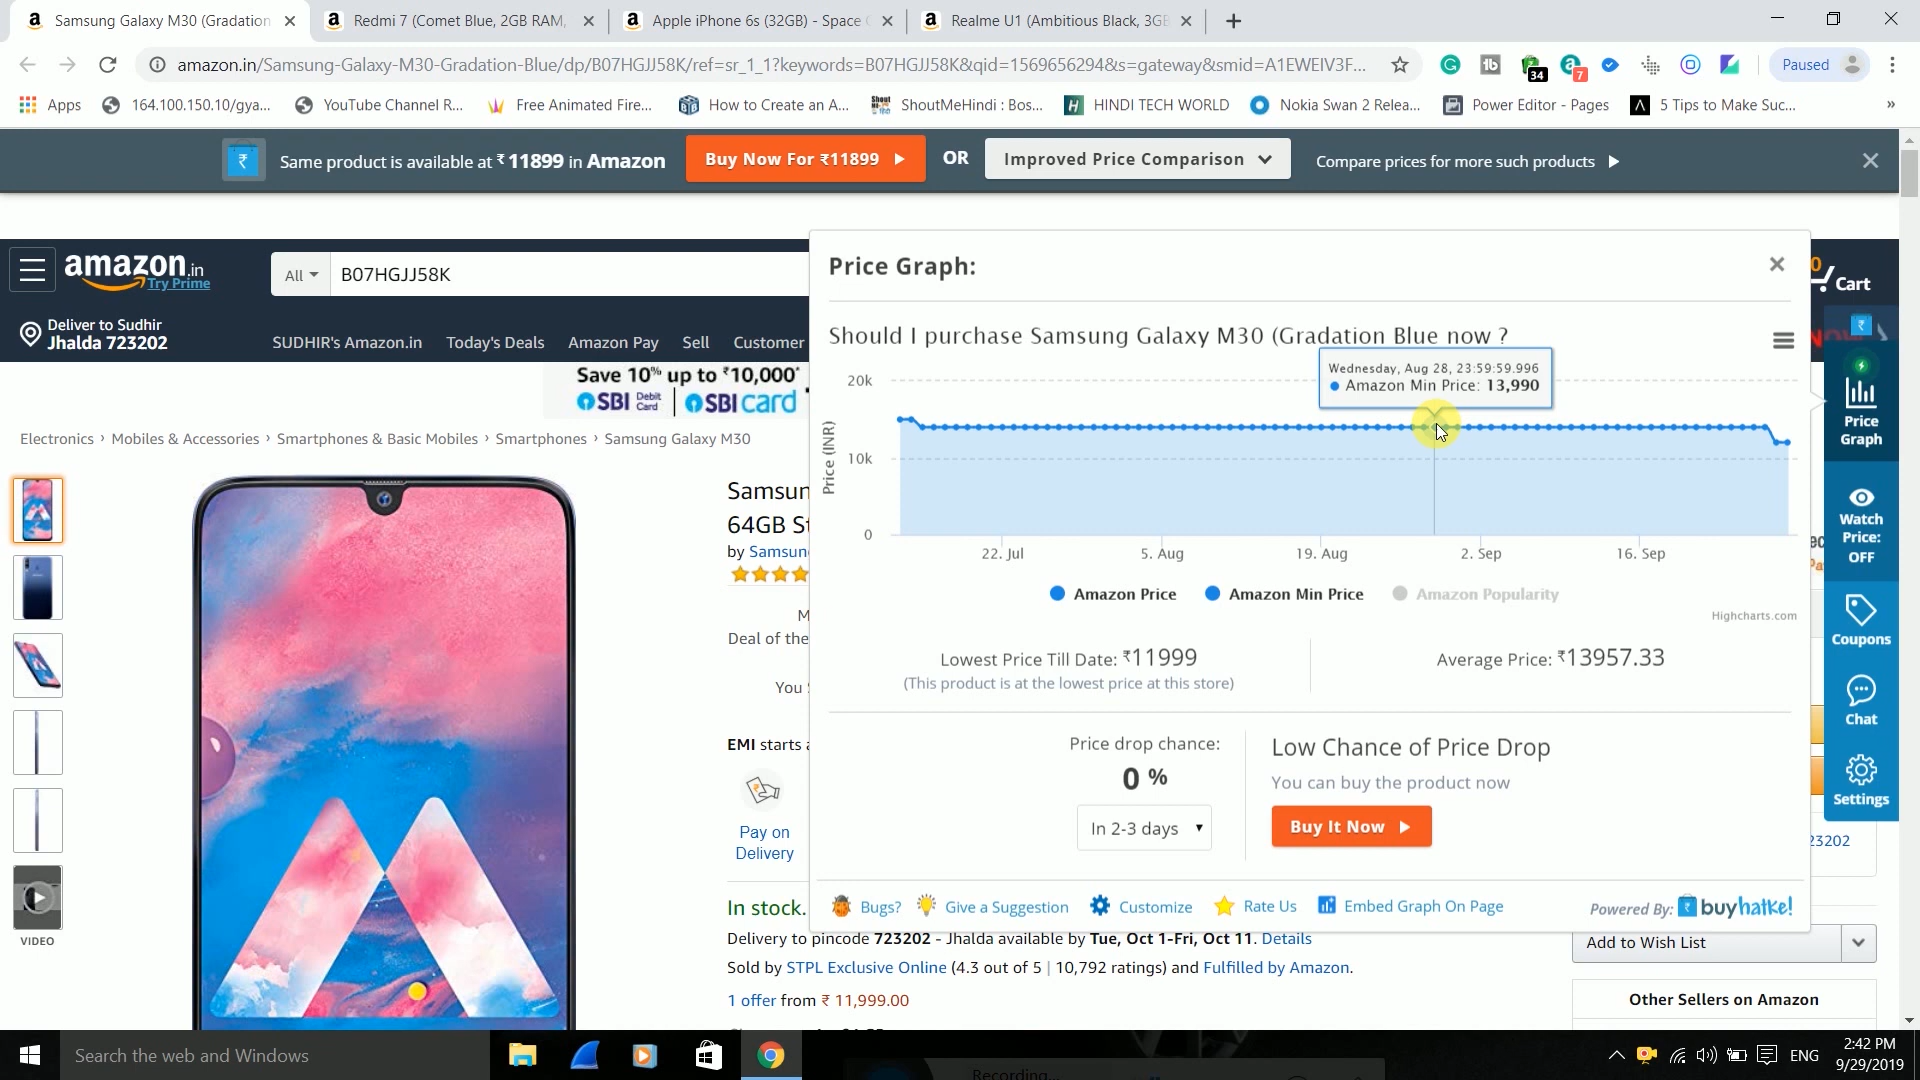 Samsung Galaxy M30 (Gradation
Redmi 7 (Comet Blue, 2GB RAM,
Apple iPhone 6s (32GB) - Space
Realme U1 (Ambitious Black, 3GB
amazon.in/Samsung-Galaxy-M30-Gradation-Blue/dp/B07HGJJ58K/ref=sr_1_1?keywords=B07HGJJ58K&qid=1569656294&s=gateway&smid=A1EWEIV3F...
34
7
Paused
Apps
164.100.150.10/gya...
YouTube Channel R...
Free Animated Fire...
How to Create an A...
ShoutMeHindi : Bos...
HINDI TECH WORLD
Nokia Swan 2 Relea...
Power Editor - Pages
5 Tips to Make Suc...
»
Same product is available at ₹11899 in Amazon
Buy Now For ₹11899
OR
Improved Price Comparison
Compare prices for more such products
amazon.in
Try Prime
All
B07HGJJ58K
0
Cart
Deliver to Sudhir
Jhalda 723202
SUDHIR's Amazon.in
Today's Deals
Amazon Pay
Sell
Customer
Save 10% up to ₹10,000*
SBI Debit Card
SBI card
Electronics › Mobiles & Accessories › Smartphones & Basic Mobiles › Smartphones › Samsung Galaxy M30
VIDEO
Samsun
64GB St
by Samsun
M
Deal of the
You
EMI starts
Pay on
Delivery
In stock.
Delivery to pincode 723202 - Jhalda available by Tue, Oct 1-Fri, Oct 11. Details
Sold by STPL Exclusive Online (4.3 out of 5 | 10,792 ratings) and Fulfilled by Amazon.
1 offer from ₹ 11,999.00
Price Graph:
Should I purchase Samsung Galaxy M30 (Gradation Blue now ?
Wednesday, Aug 28, 23:59:59.996
Amazon Min Price: 13,990
Price (INR)
20k
10k
0
22. Jul
5. Aug
19. Aug
2. Sep
16. Sep
Amazon Price
Amazon Min Price
Amazon Popularity
Highcharts.com
Lowest Price Till Date: ₹11999
(This product is at the lowest price at this store)
Average Price: ₹13957.33
Price drop chance:
0 %
In 2-3 days
Low Chance of Price Drop
You can buy the product now
Buy It Now
Bugs?
Give a Suggestion
Customize
Rate Us
Embed Graph On Page
Powered By: buyhatke!
Price
Graph
Watch
Price:
OFF
Coupons
Chat
Settings
23202
Add to Wish List
Other Sellers on Amazon
Search the web and Windows
Recording...
ENG
2:42 PM
9/29/2019